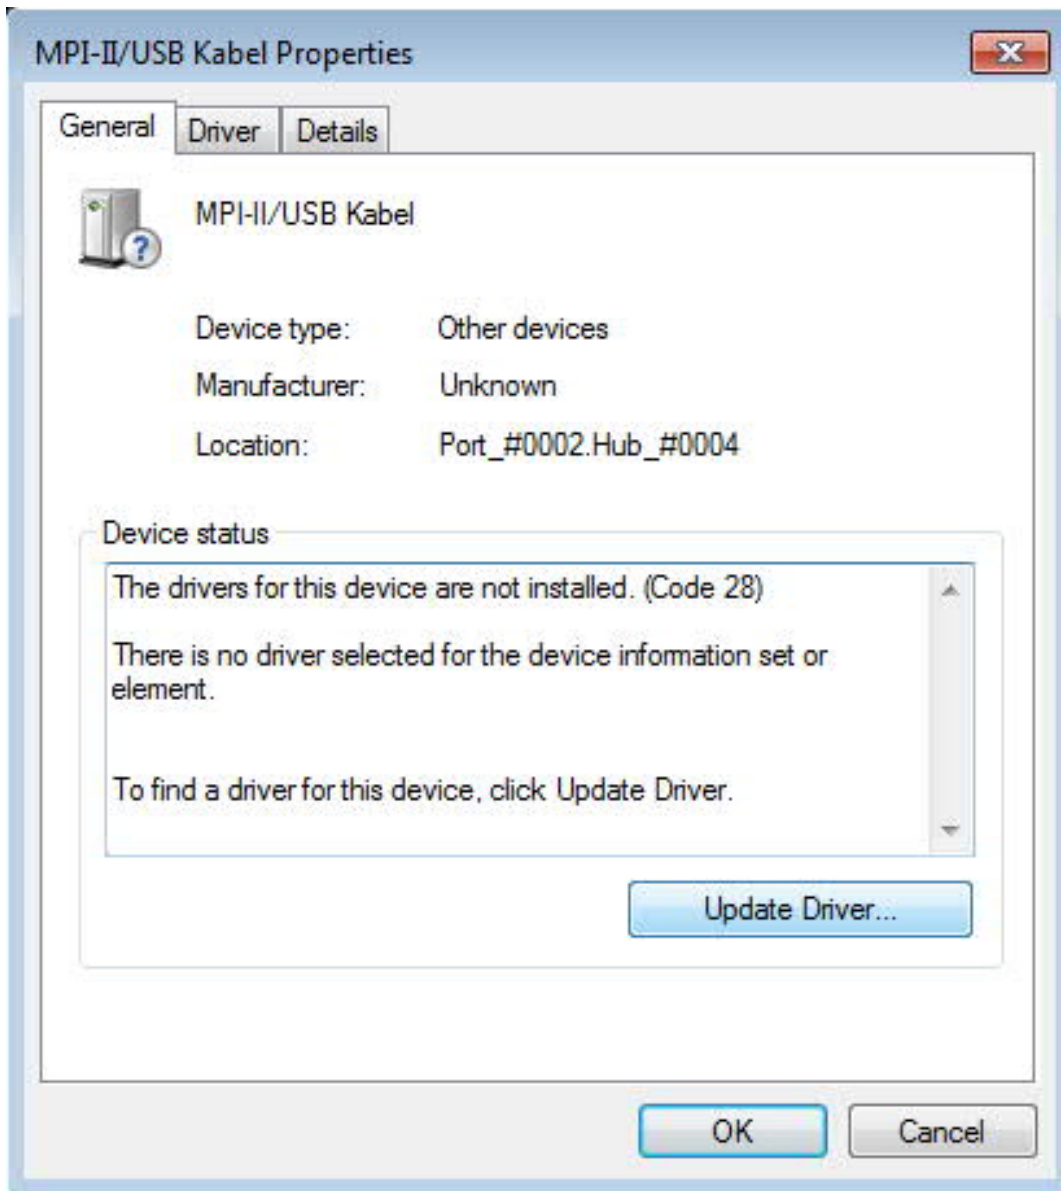 MPI-II/USB Kabel Properties
General Driver Details
MPI-II/USB Kabel
Device type: Other devices
Manufacturer: Unknown
Location: Port_#0002.Hub_#0004
Device status
The drivers for this device are not installed. (Code 28)
There is no driver selected for the device information set or
element.
To find a driver for this device, click Update Driver.
Update Driver...
OK Cancel